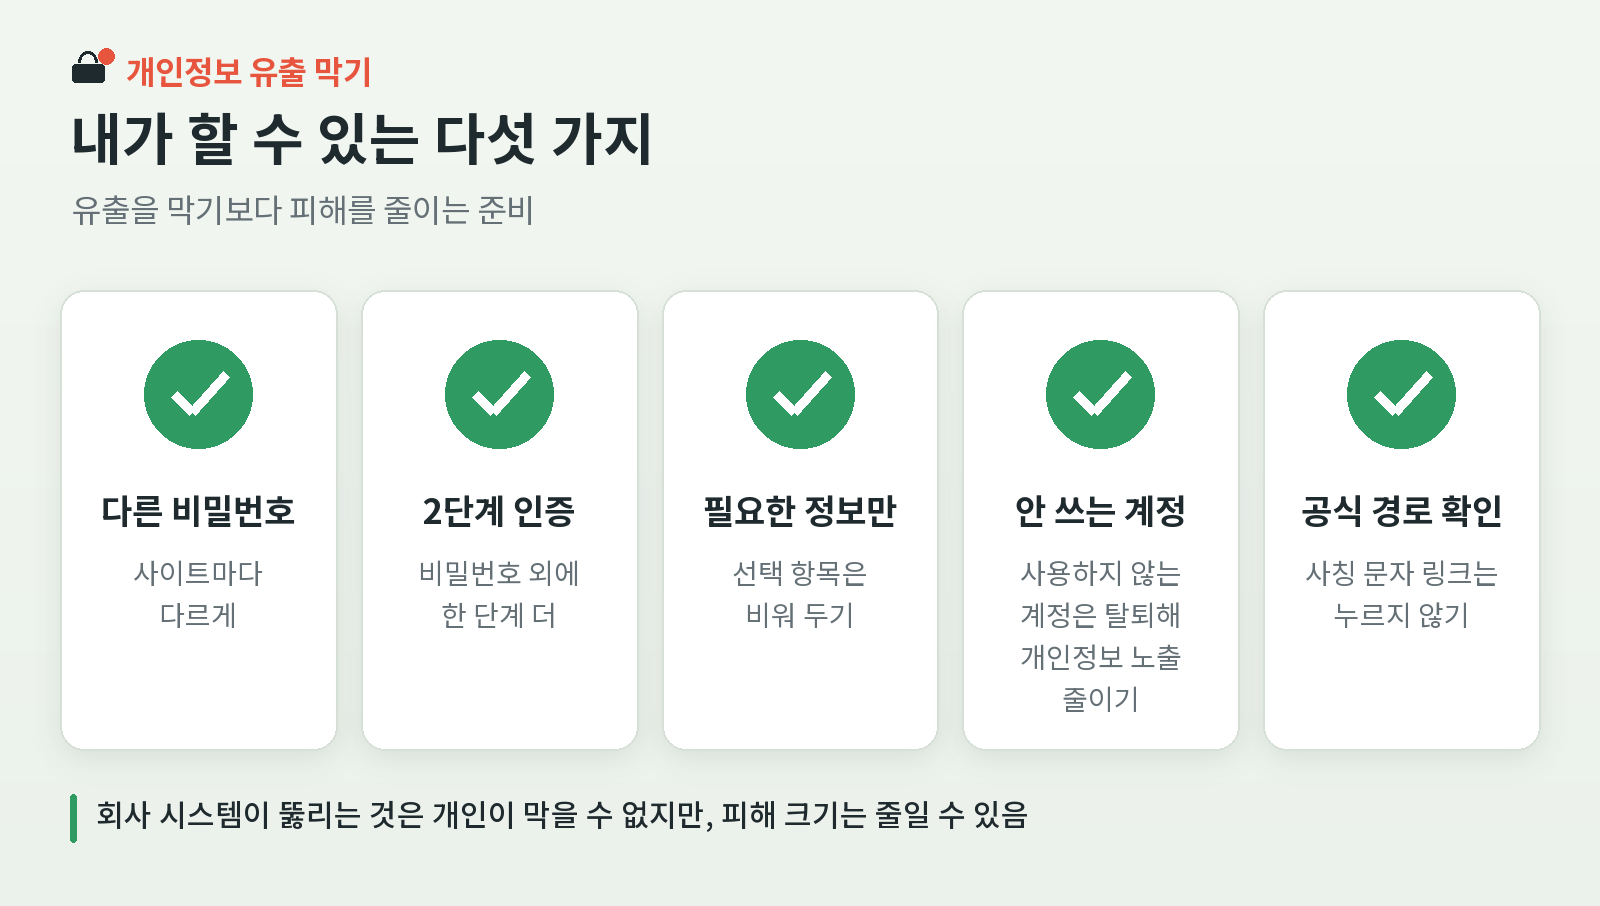 개인정보 유출 막기
내가 할 수 있는 다섯 가지
유출을 막기보다 피해를 줄이는 준비
다른 비밀번호
사이트마다
다르게
2단계 인증
비밀번호 외에
한 단계 더
필요한 정보만
선택 항목은
비워 두기
안 쓰는 계정
사용하지 않는
계정은 탈퇴해
개인정보 노출
줄이기
공식 경로 확인
사칭 문자 링크는
누르지 않기
회사 시스템이 뚫리는 것은 개인이 막을 수 없지만, 피해 크기는 줄일 수 있음